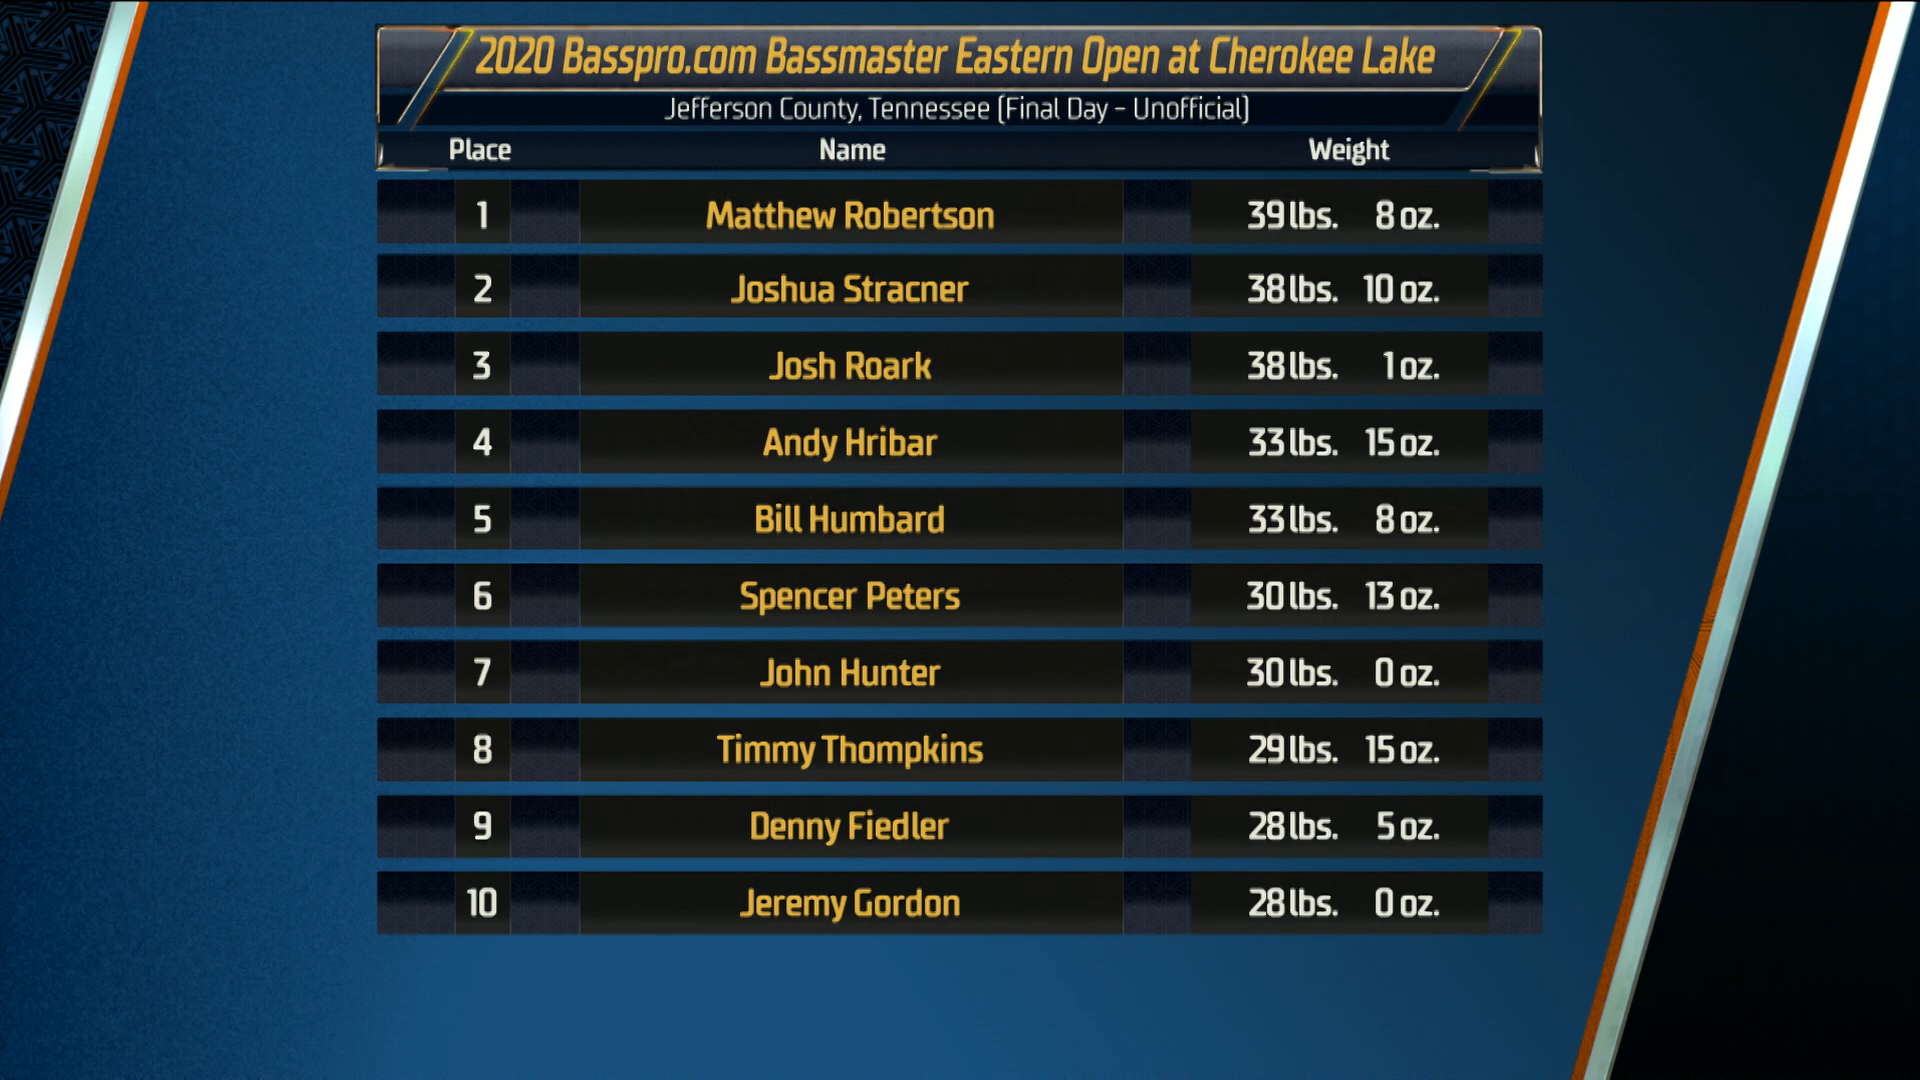 2020 Basspro.com Bassmaster Eastern Open at Cherokee Lake
Jefferson County, Tennessee (Final Day - Unofficial)
Place Name Weight
1 Matthew Robertson 39 lbs. 8 oz.
2 Joshua Stracner 38 lbs. 10 oz.
3 Josh Roark 38 lbs. 1 oz.
4 Andy Hribar 33 lbs. 15 oz.
5 Bill Humbard 33 lbs. 8 oz.
6 Spencer Peters 30 lbs. 13 oz.
7 John Hunter 30 lbs. 0 oz.
8 Timmy Thompkins 29 lbs. 15 oz.
9 Denny Fiedler 28 lbs. 5 oz.
10 Jeremy Gordon 28 lbs. 0 oz.